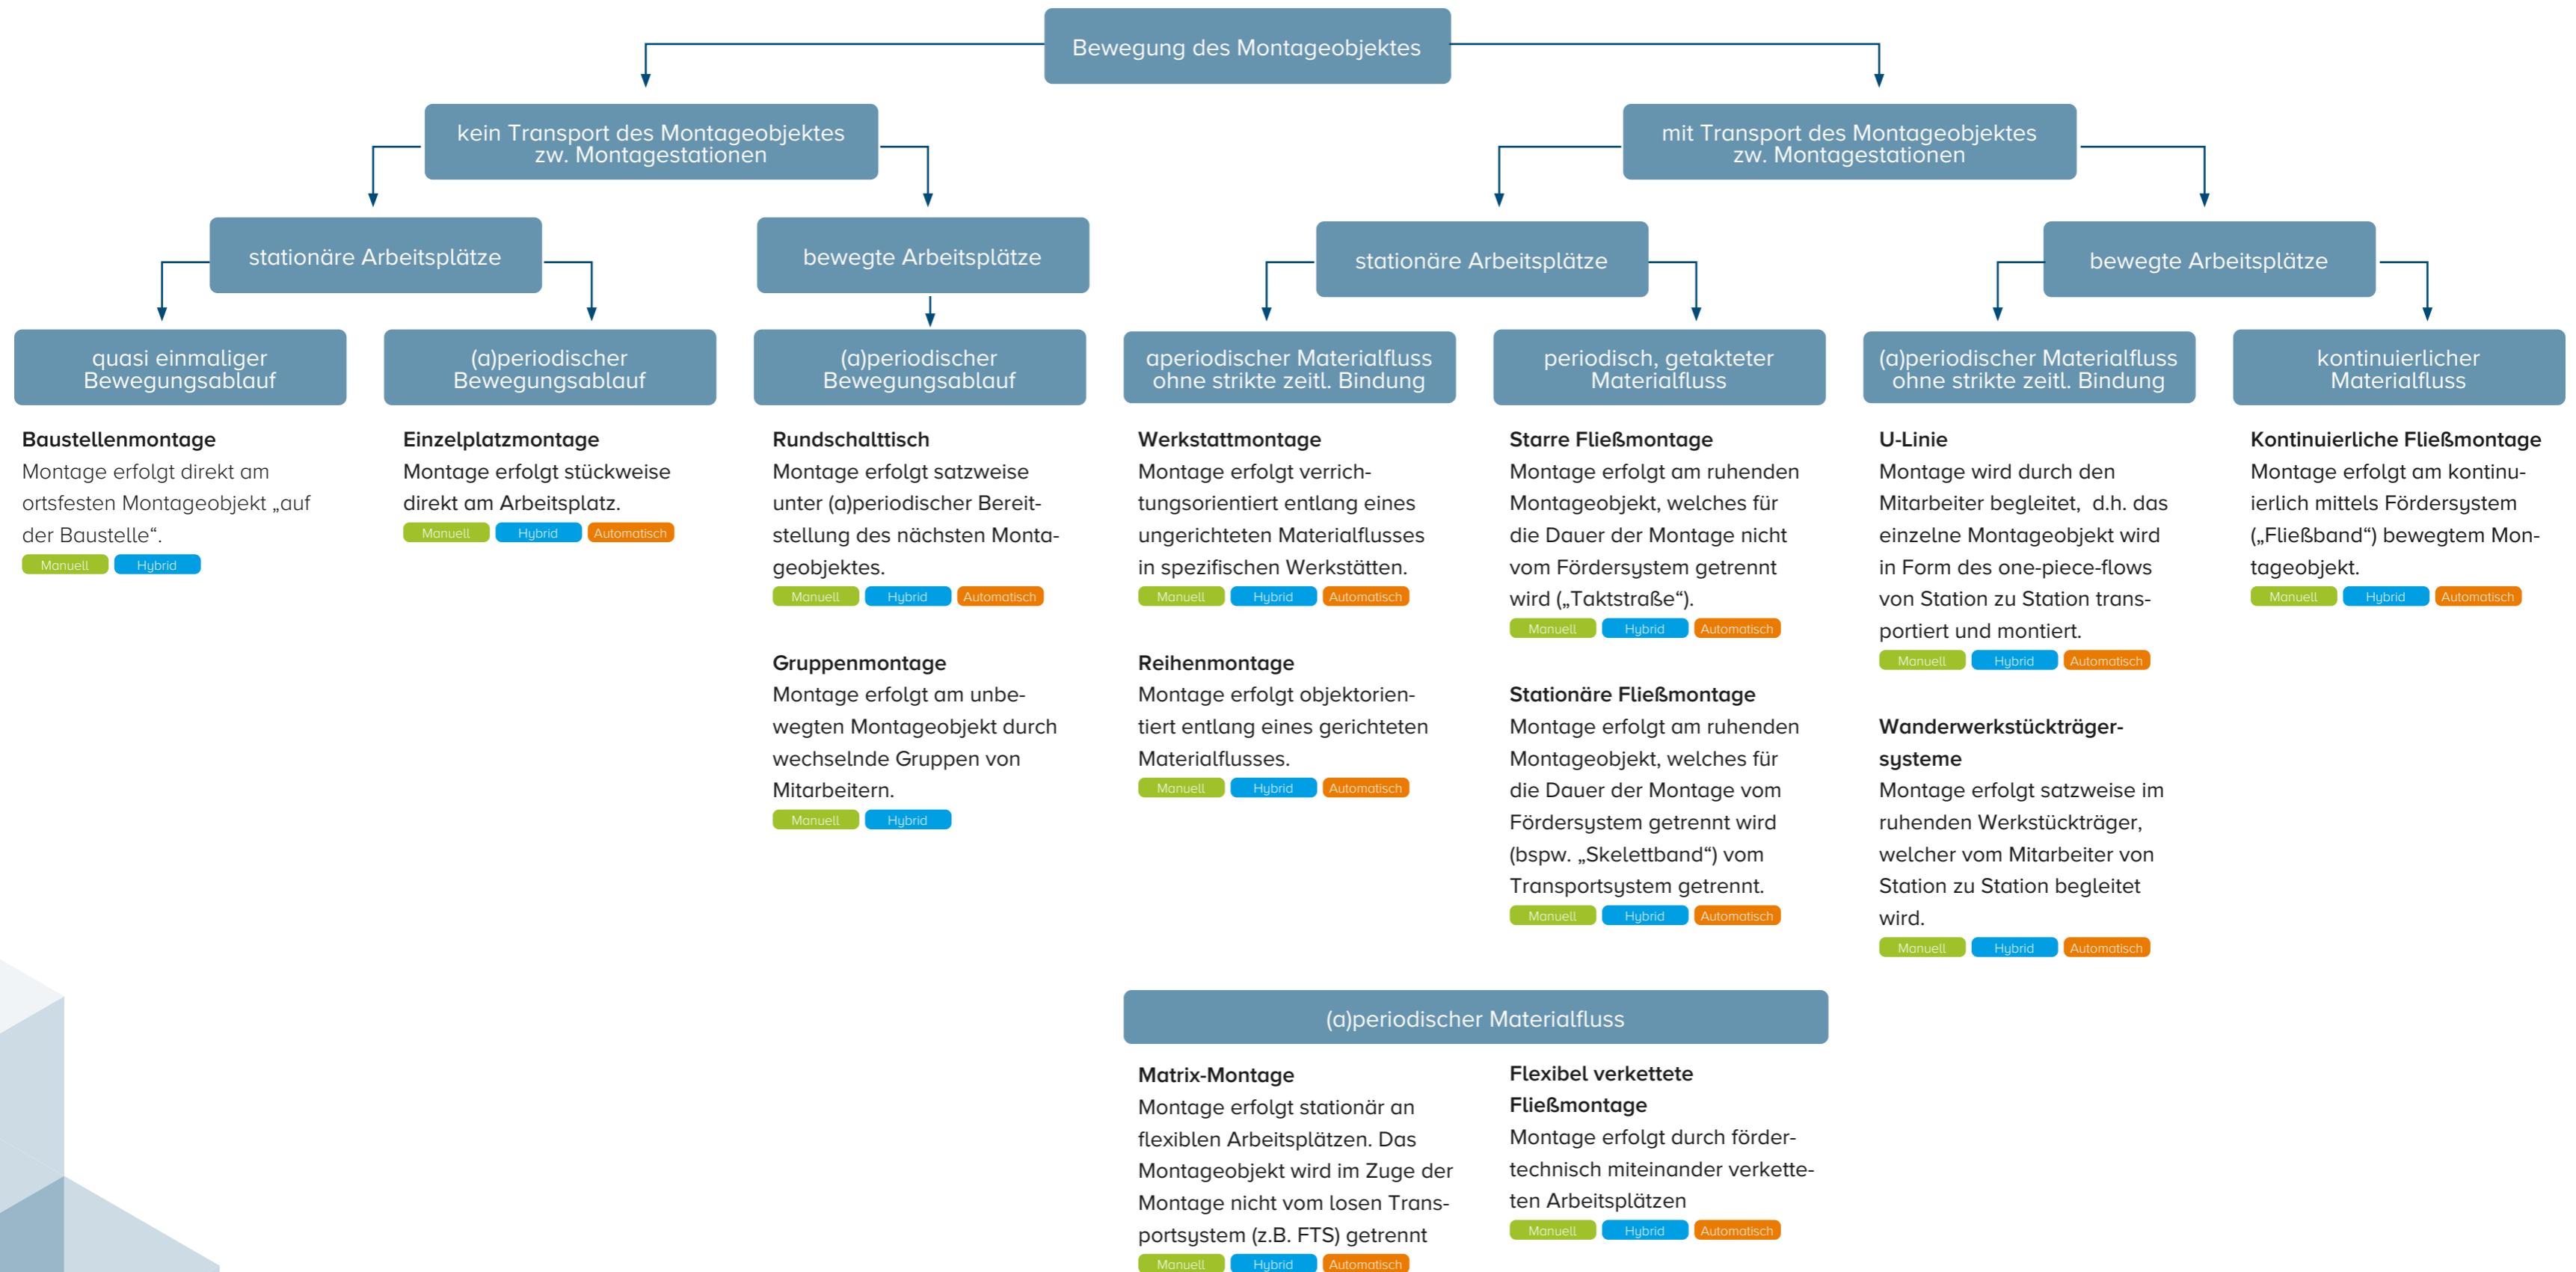 Bewegung des Montageobjektes
kein Transport des Montageobjektes
zw. Montagestationen
mit Transport des Montageobjektes
zw. Montagestationen
stationäre Arbeitsplätze
bewegte Arbeitsplätze
stationäre Arbeitsplätze
bewegte Arbeitsplätze
quasi einmaliger
Bewegungsablauf
(a)periodischer
Bewegungsablauf
(a)periodischer
Bewegungsablauf
aperiodischer Materialfluss
ohne strikte zeitl. Bindung
periodisch, getakteter
Materialfluss
(a)periodischer Materialfluss
ohne strikte zeitl. Bindung
kontinuierlicher
Materialfluss
Baustellenmontage
Montage erfolgt direkt am
ortsfesten Montageobjekt „auf
der Baustelle“.
Manuell Hybrid
Einzelplatzmontage
Montage erfolgt stückweise
direkt am Arbeitsplatz.
Manuell Hybrid Automatisch
Rundschalttisch
Montage erfolgt satzweise
unter (a)periodischer Bereit-
stellung des nächsten Monta-
geobjektes.
Manuell Hybrid Automatisch
Gruppenmontage
Montage erfolgt am unbe-
wegten Montageobjekt durch
wechselnde Gruppen von
Mitarbeitern.
Manuell Hybrid
Werkstattmontage
Montage erfolgt verrich-
tungsorientiert entlang eines
ungerichteten Materialflusses
in spezifischen Werkstätten.
Manuell Hybrid Automatisch
Reihenmontage
Montage erfolgt objektorien-
tiert entlang eines gerichteten
Materialflusses.
Manuell Hybrid Automatisch
Starre Fließmontage
Montage erfolgt am ruhenden
Montageobjekt, welches für
die Dauer der Montage nicht
vom Fördersystem getrennt
wird („Taktstraße“).
Manuell Hybrid Automatisch
Stationäre Fließmontage
Montage erfolgt am ruhenden
Montageobjekt, welches für
die Dauer der Montage vom
Fördersystem getrennt wird
(bspw. „Skelettband“) vom
Transportsystem getrennt.
Manuell Hybrid Automatisch
U-Linie
Montage wird durch den
Mitarbeiter begleitet, d.h. das
einzelne Montageobjekt wird
in Form des one-piece-flows
von Station zu Station trans-
portiert und montiert.
Manuell Hybrid Automatisch
Wanderwerkstückträger-
systeme
Montage erfolgt satzweise im
ruhenden Werkstückträger,
welcher vom Mitarbeiter von
Station zu Station begleitet
wird.
Manuell Hybrid Automatisch
Kontinuierliche Fließmontage
Montage erfolgt am kontinu-
ierlich mittels Fördersystem
(„Fließband“) bewegtem Mon-
tageobjekt.
Manuell Hybrid Automatisch
(a)periodischer Materialfluss
Matrix-Montage
Montage erfolgt stationär an
flexiblen Arbeitsplätzen. Das
Montageobjekt wird im Zuge der
Montage nicht vom losen Trans-
portsystem (z.B. FTS) getrennt
Manuell Hybrid Automatisch
Flexibel verkettete
Fließmontage
Montage erfolgt durch förder-
technisch miteinander verkette-
ten Arbeitsplätzen
Manuell Hybrid Automatisch